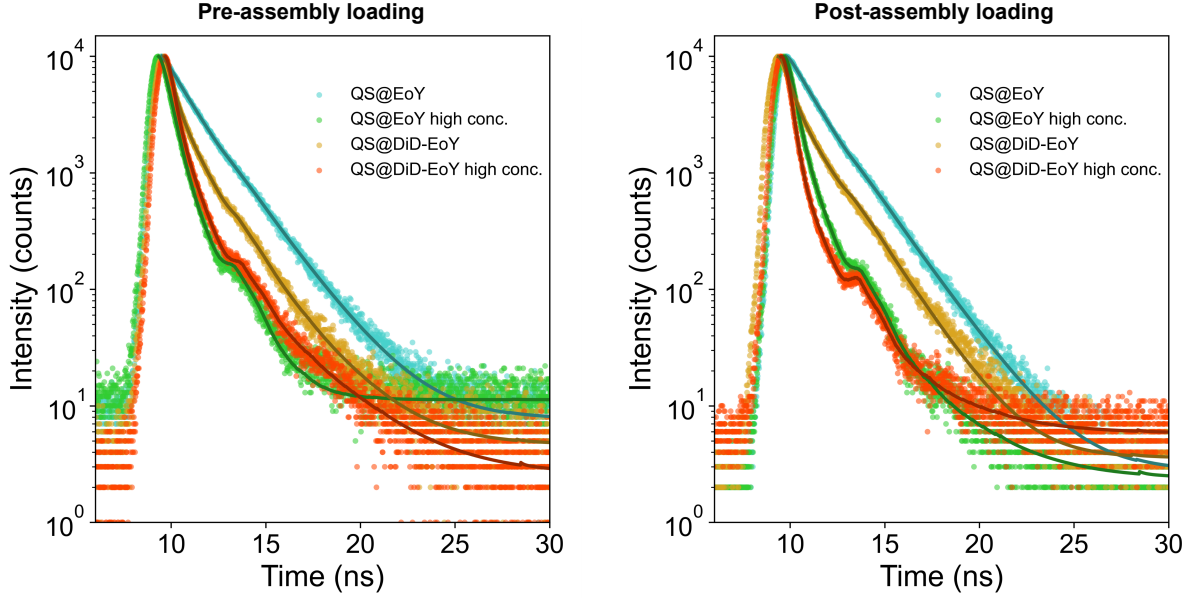 Pre-assembly loading
10^4
10^3
10^2
10^1
10^0
Intensity (counts)
QS@EoY
QS@EoY high conc.
QS@DiD-EoY
QS@DiD-EoY high conc.
10
15
20
25
30
Time (ns)
Post-assembly loading
10^4
10^3
10^2
10^1
10^0
Intensity (counts)
QS@EoY
QS@EoY high conc.
QS@DiD-EoY
QS@DiD-EoY high conc.
10
15
20
25
30
Time (ns)